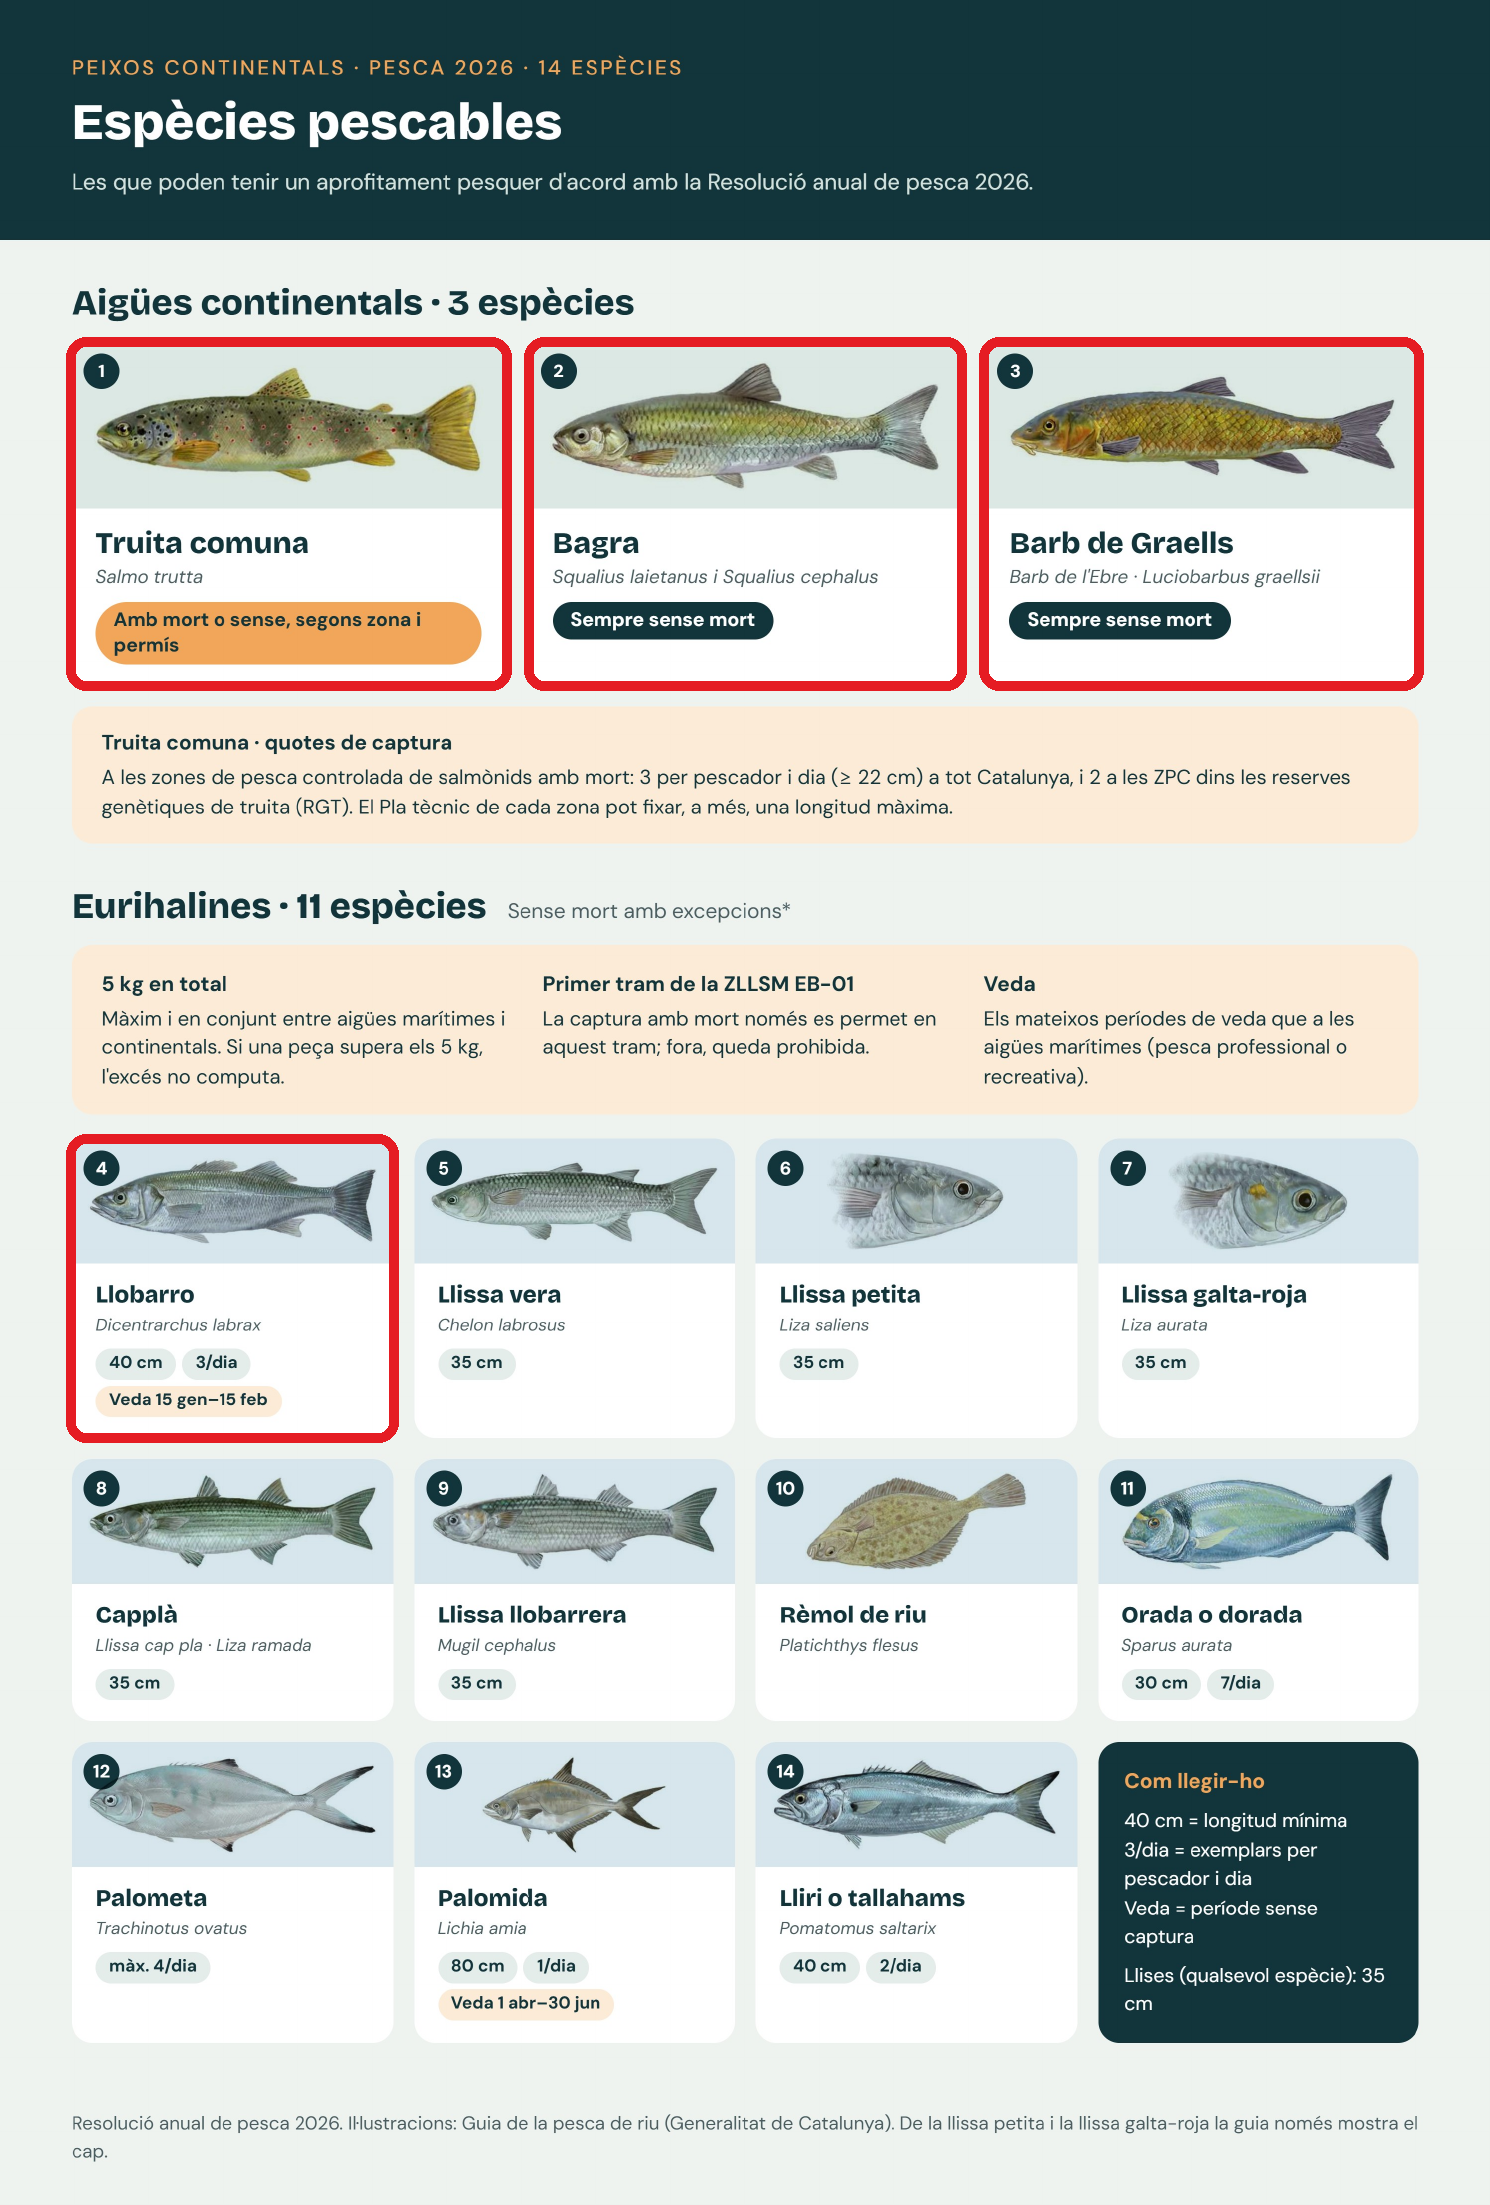 PEIXOS CONTINENTALS · PESCA 2026 · 14 ESPÈCIES
Espècies pescables
Les que poden tenir un aprofitament pesquer d'acord amb la Resolució anual de pesca 2026.
Aigües continentals · 3 espècies
1
2
3
Truita comuna
Salmo trutta
Amb mort o sense, segons zona i
permís
Bagra
Squalius laietanus i Squalius cephalus
Sempre sense mort
Barb de Graells
Barb de l'Ebre · Luciobarbus graellsii
Sempre sense mort
Truita comuna · quotes de captura
A les zones de pesca controlada de salmònids amb mort: 3 per pescador i dia (≥ 22 cm) a tot Catalunya, i 2 a les ZPC dins les reserves
genètiques de truita (RGT). El Pla tècnic de cada zona pot fixar, a més, una longitud màxima.
Eurihalines · 11 espècies Sense mort amb excepcions*
5 kg en total
Màxim i en conjunt entre aigües marítimes i
continentals. Si una peça supera els 5 kg,
l'excés no computa.
Primer tram de la ZLLSM EB-01
La captura amb mort només es permet en
aquest tram; fora, queda prohibida.
Veda
Els mateixos períodes de veda que a les
aigües marítimes (pesca professional o
recreativa).
4
Llobarro
Dicentrarchus labrax
40 cm 3/dia
Veda 15 gen–15 feb
5
Llissa vera
Chelon labrosus
35 cm
6
Llissa petita
Liza saliens
35 cm
7
Llissa galta-roja
Liza aurata
35 cm
8
Capplà
Llissa cap pla · Liza ramada
35 cm
9
Llissa llobarrera
Mugil cephalus
35 cm
10
Rèmol de riu
Platichthys flesus
11
Orada o dorada
Sparus aurata
30 cm 7/dia
12
Palometa
Trachinotus ovatus
màx. 4/dia
13
Palomida
Lichia amia
80 cm 1/dia
Veda 1 abr–30 jun
14
Lliri o tallahams
Pomatomus saltarix
40 cm 2/dia
Com llegir-ho
40 cm = longitud mínima
3/dia = exemplars per
pescador i dia
Veda = període sense
captura
Llises (qualsevol espècie): 35
cm
Resolució anual de pesca 2026. Il·lustracions: Guia de la pesca de riu (Generalitat de Catalunya). De la llissa petita i la llissa galta-roja la guia només mostra el
cap.